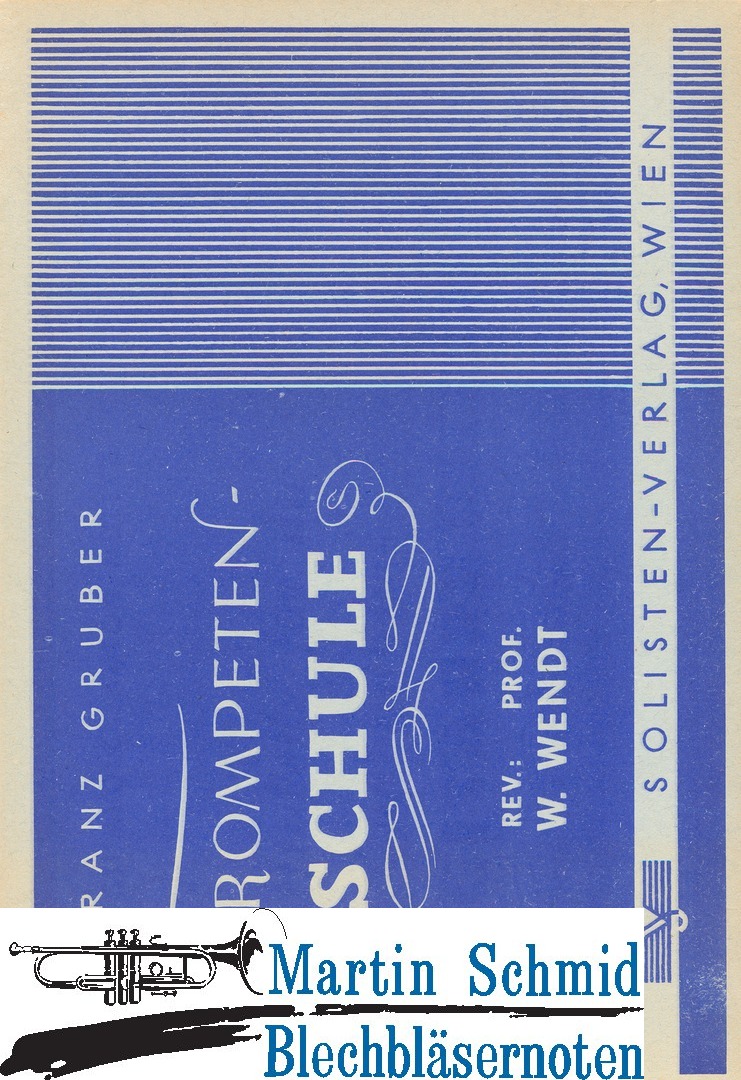 RANZ GRUBER
ROMPETEN-
SCHULE
REV.: PROF.
W. WENDT
SOLISTEN-VERLAG, WIEN
Martin Schmid
Blechbläsernoten